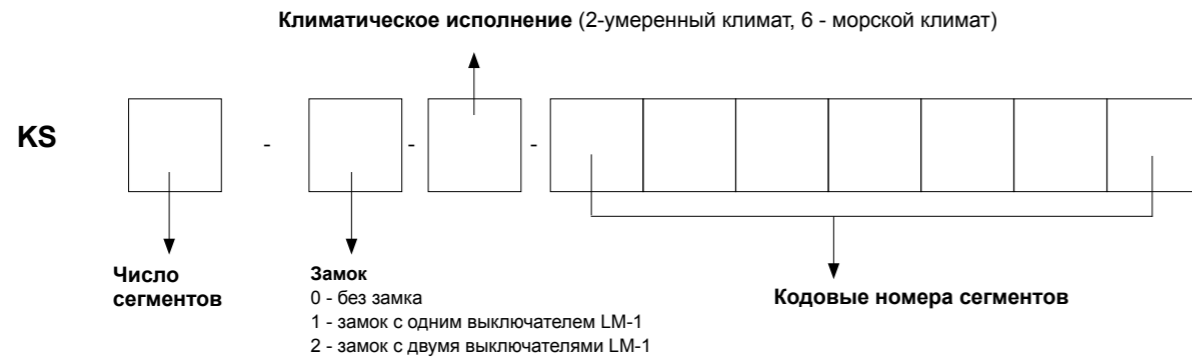 Климатическое исполнение (2-умеренный климат, 6 - морской климат)
KS - - -
Число
сегментов
Замок
0 - без замка
1 - замок с одним выключателем LM-1
2 - замок с двумя выключателями LM-1
Кодовые номера сегментов